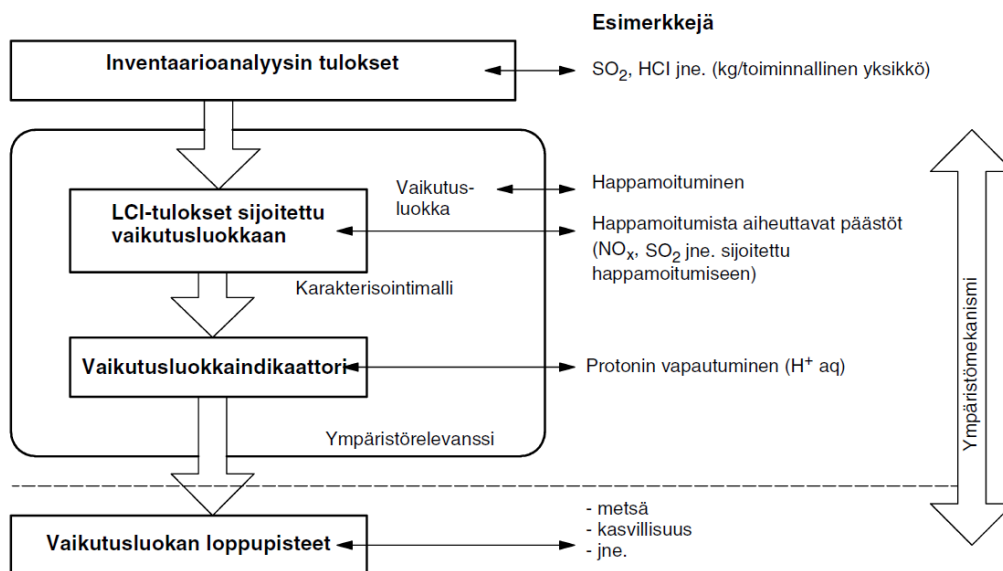 Esimerkkejä
Inventaarioanalyysin tulokset
SO2, HCl jne. (kg/toiminnallinen yksikkö)
Vaikutus-
luokka
Happamoituminen
LCI-tulokset sijoitettu
vaikutusluokkaan
Happamoitumista aiheuttavat päästöt
(NOx, SO2 jne. sijoitettu
happamoitumiseen)
Karakterisointimalli
Vaikutusluokkaindikaattori
Protonin vapautuminen (H+ aq)
Ympäristörelevanssi
Ympäristömekanismi
Vaikutusluokan loppupisteet
- metsä
- kasvillisuus
- jne.